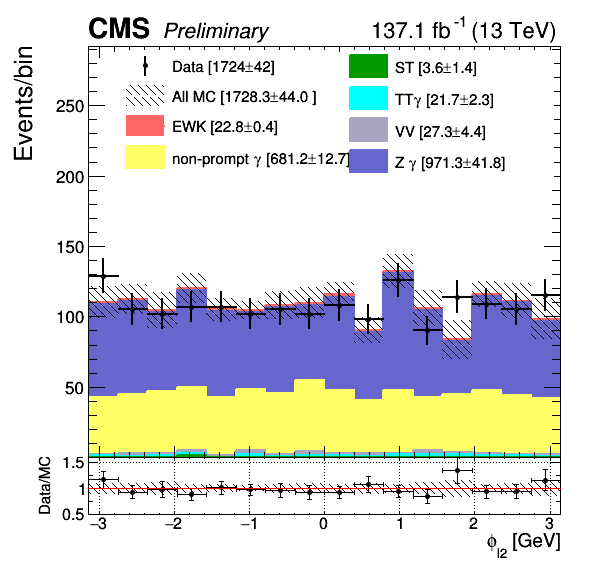 CMS Preliminary 137.1 fb⁻¹ (13 TeV)
Events/bin
Data [1724±42]
All MC [1728.3±44.0 ]
EWK [22.8±0.4]
non-prompt γ [681.2±12.7]
ST [3.6±1.4]
TTγ [21.7±2.3]
VV [27.3±4.4]
Z γ [971.3±41.8]
250
200
150
100
50
Data/MC
1.5
1
0.5
−3 −2 −1 0 1 2 3
ϕl2 [GeV]